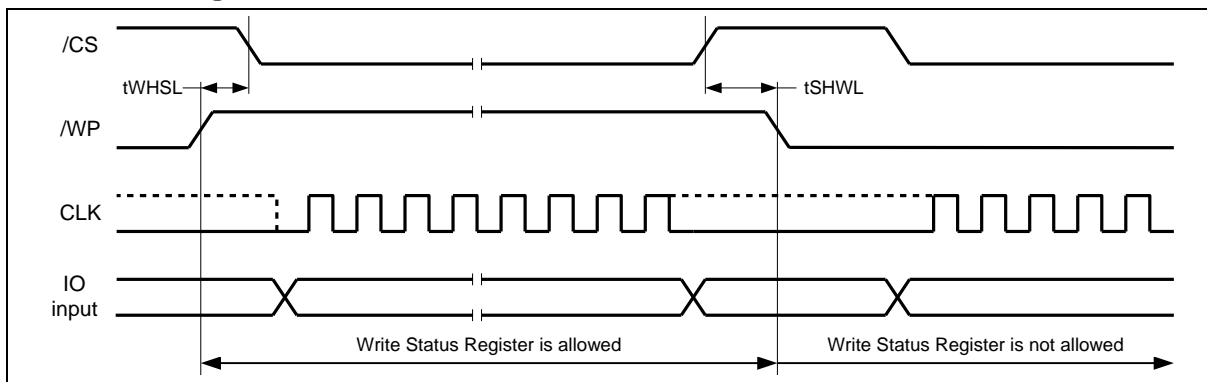 /CS
tWHSL
tSHWL
/WP
CLK
IO
input
Write Status Register is allowed
Write Status Register is not allowed